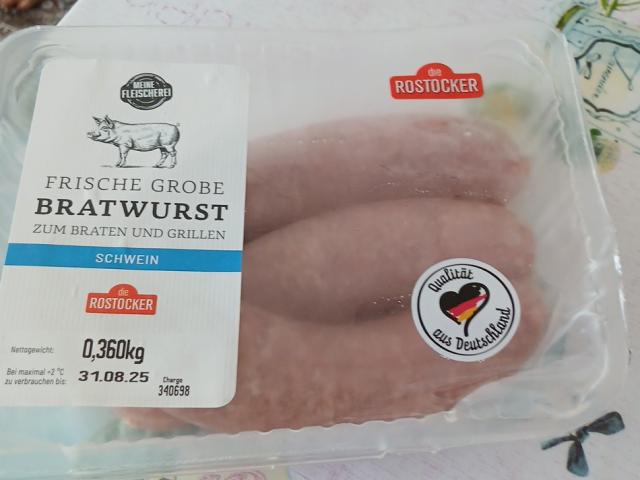 MEINE
FLEISCHEREI
FRISCHE GROBE
BRATWURST
ZUM BRATEN UND GRILLEN
SCHWEIN
die
ROSTOCKER
Nettogewicht: 0,360kg
Bei maximal +2 °C
zu verbrauchen bis: 31.08.25
Charge
340698
die
ROSTOCKER
Qualität
aus Deutschland